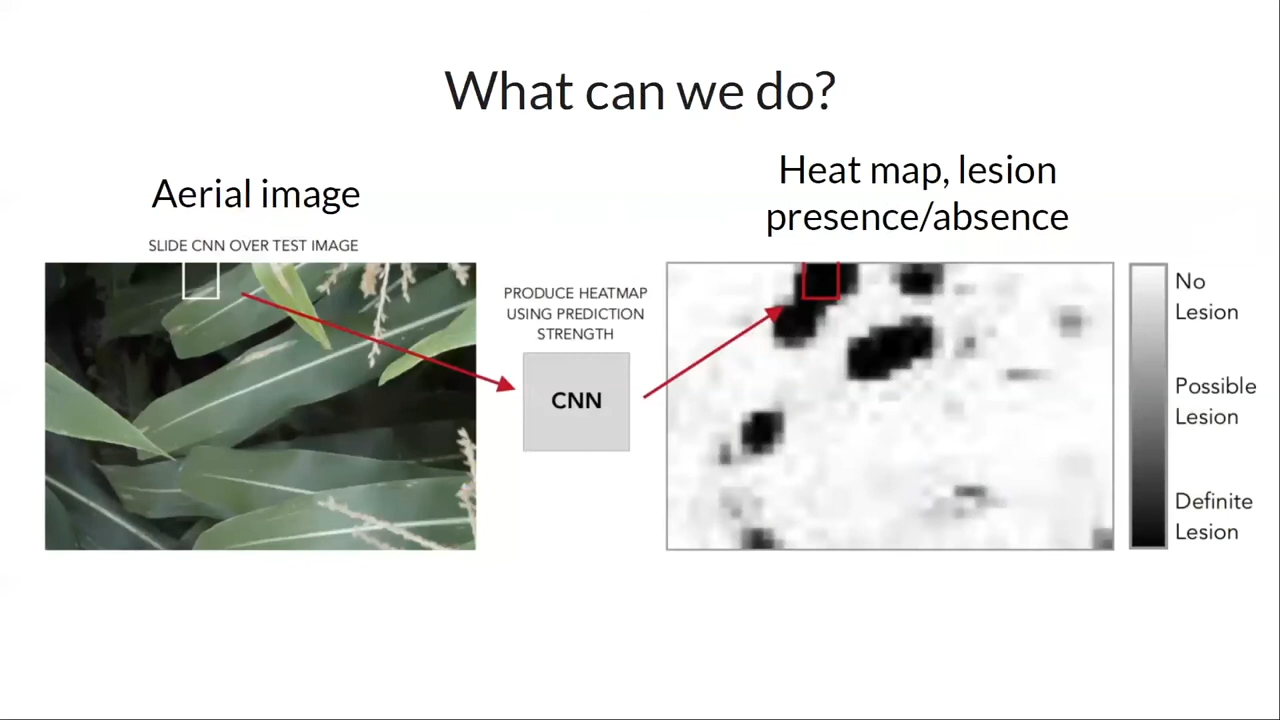 What can we do?
Aerial image
SLIDE CNN OVER TEST IMAGE
PRODUCE HEATMAP
USING PREDICTION
STRENGTH
CNN
Heat map, lesion
presence/absence
No
Lesion
Possible
Lesion
Definite
Lesion